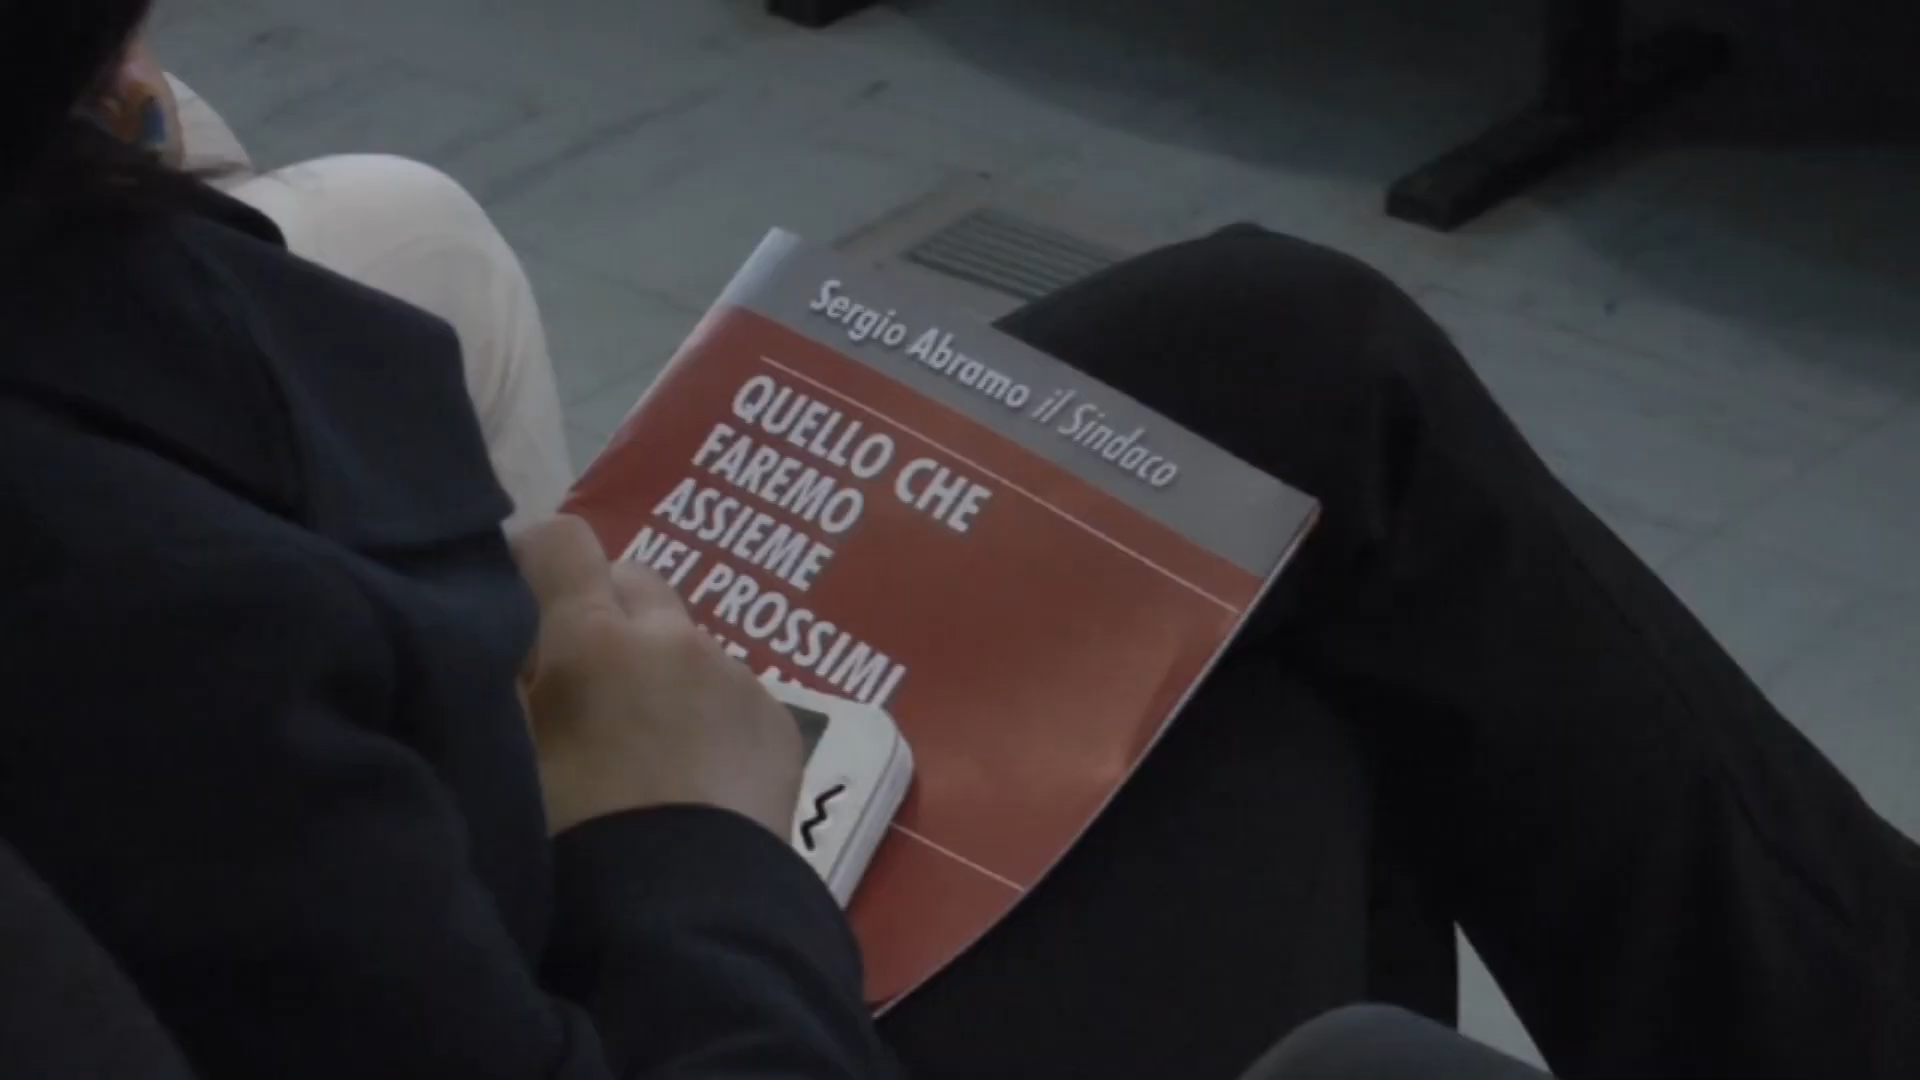 Sergio Abramo il Sindaco
QUELLO CHE
FAREMO
ASSIEME
NEI PROSSIMI